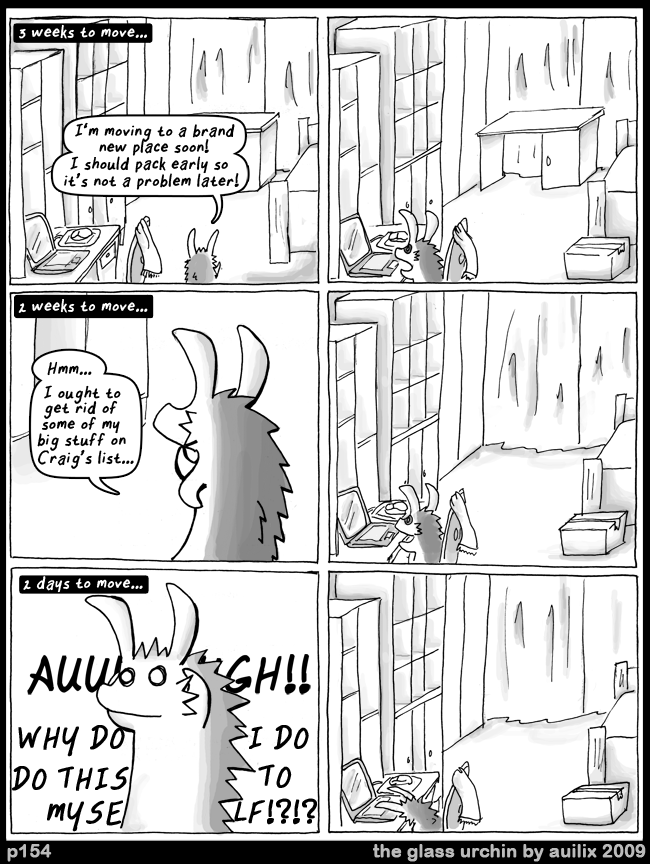 3 weeks to move...
I'm moving to a brand
new place soon!
I should pack early so
it's not a problem later!
2 weeks to move...
Hmm...
I ought to
get rid of
some of my
big stuff on
Craig's list...
2 days to move...
AUU GH!!
WHY DO I DO
DO THIS TO
MYSE LF!?!?
p154 the glass urchin by auilix 2009